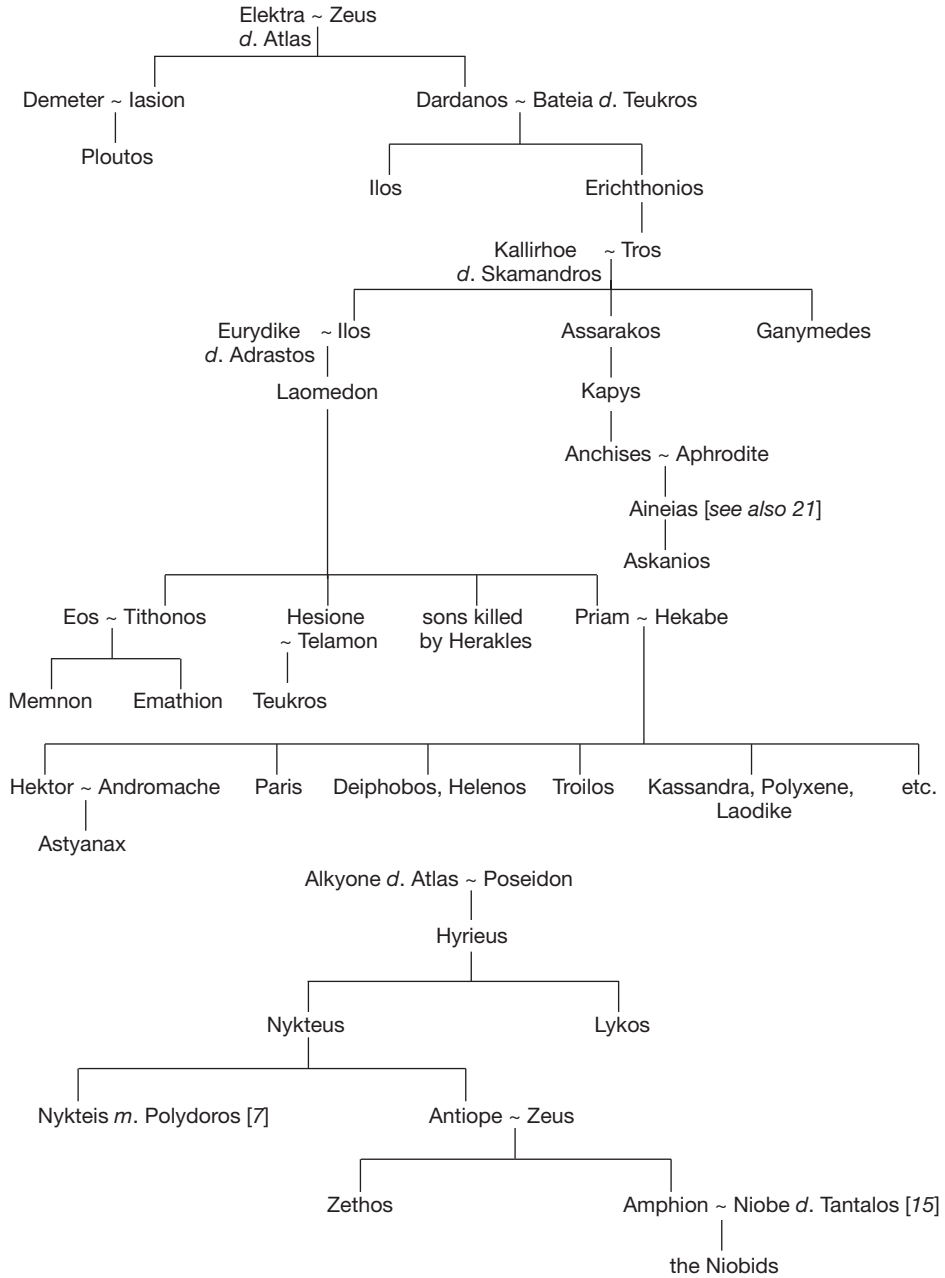 Elektra ~ Zeus
d. Atlas
Demeter ~ Iasion
Dardanos ~ Bateia d. Teukros
Ploutos
Ilos
Erichthonios
Kallirhoe ~ Tros
d. Skamandros
Eurydike ~ Ilos
d. Adrastos
Assarakos
Ganymedes
Laomedon
Kapys
Anchises ~ Aphrodite
Aineias [see also 21]
Askanios
Eos ~ Tithonos
Hesione
~ Telamon
sons killed
by Herakles
Priam ~ Hekabe
Memnon
Emathion
Teukros
Hektor ~ Andromache
Paris
Deiphobos, Helenos
Troilos
Kassandra, Polyxene,
Laodike
etc.
Astyanax
Alkyone d. Atlas ~ Poseidon
Hyrieus
Nykteus
Lykos
Nykteis m. Polydoros [7]
Antiope ~ Zeus
Zethos
Amphion ~ Niobe d. Tantalos [15]
the Niobids